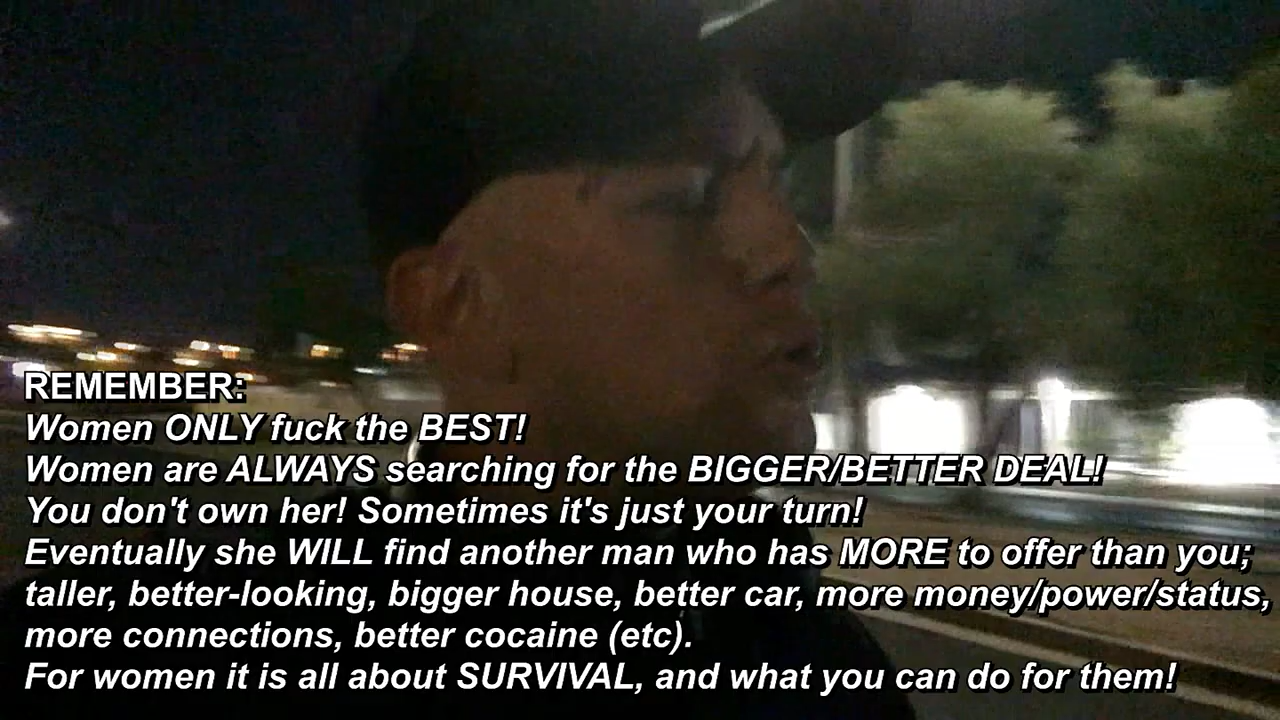 REMEMBER:
Women ONLY fuck the BEST!
Women are ALWAYS searching for the BIGGER/BETTER DEAL!
You don't own her! Sometimes it's just your turn!
Eventually she WILL find another man who has MORE to offer than you;
taller, better-looking, bigger house, better car, more money/power/status,
more connections, better cocaine (etc).
For women it is all about SURVIVAL, and what you can do for them!